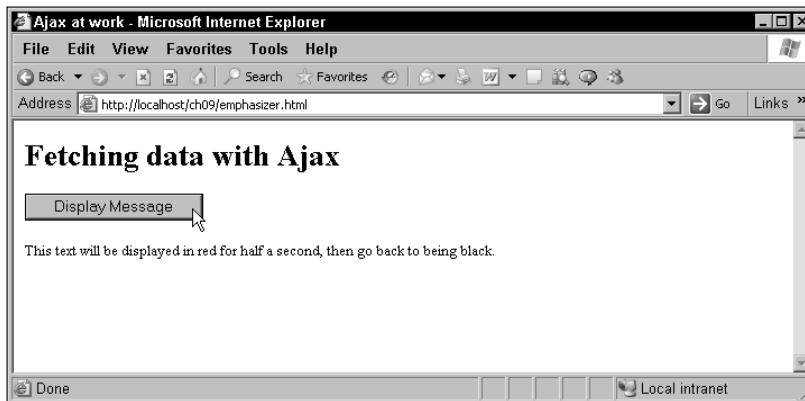 Ajax at work - Microsoft Internet Explorer
File Edit View Favorites Tools Help
Back Search Favorites
Address http://localhost/ch09/emphasizer.html Go Links »
Fetching data with Ajax
Display Message
This text will be displayed in red for half a second, then go back to being black.
Done Local intranet